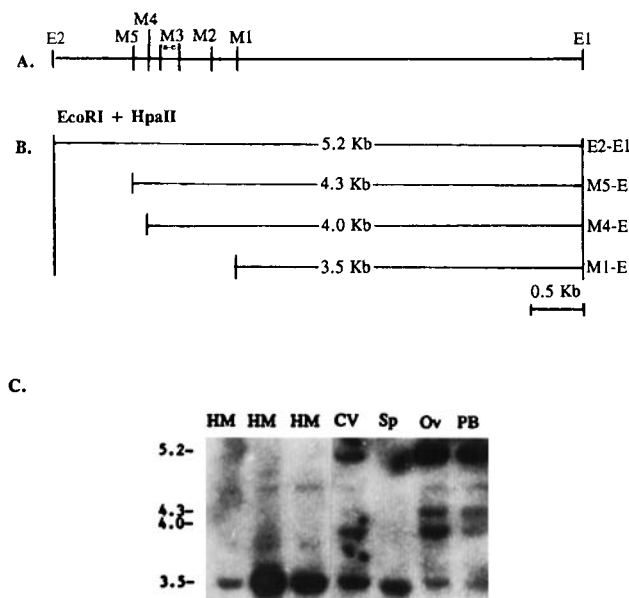 M4
E2 M5 M3 M2 M1 E1
a-c
A.
EcoRI + HpaII
B. 5.2 Kb E2-E1
4.3 Kb M5-E
4.0 Kb M4-E
3.5 Kb M1-E
0.5 Kb
C.
HM HM HM CV Sp Ov PB
5.2-
4.3-
4.0-
3.5-